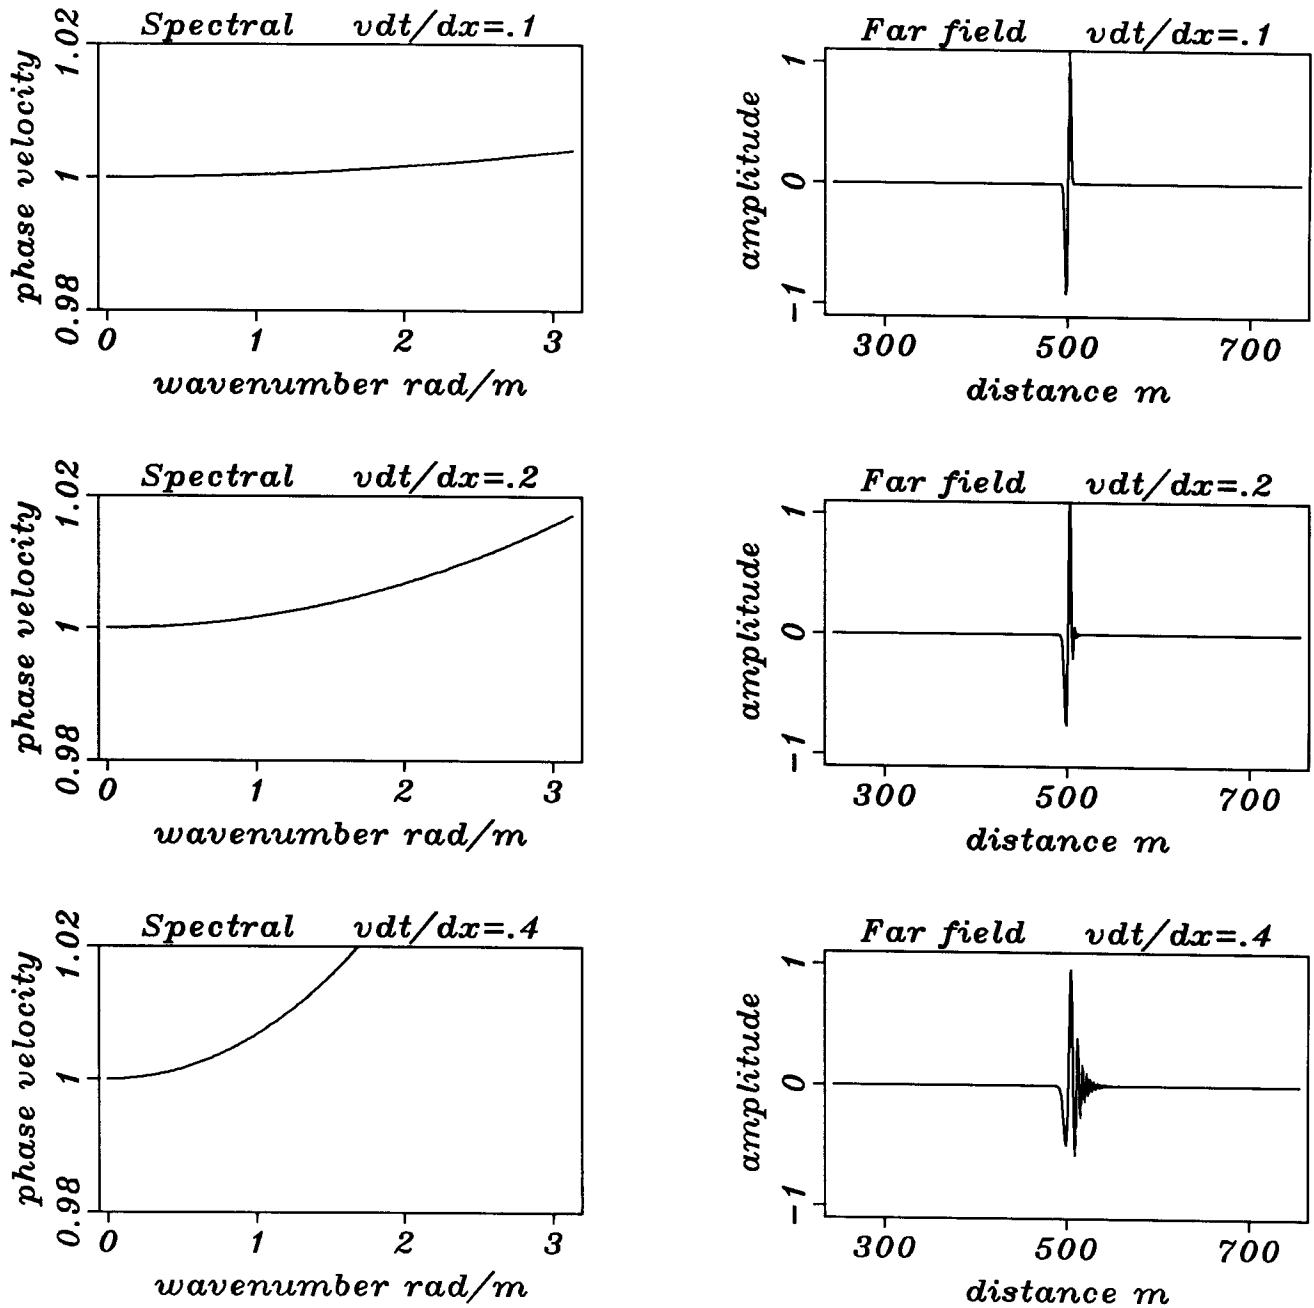 Spectral vdt/dx=.1
phase velocity
1.02
1
0.98
0 1 2 3
wavenumber rad/m
Far field vdt/dx=.1
amplitude
1
0
-1
300 500 700
distance m
Spectral vdt/dx=.2
phase velocity
1.02
1
0.98
0 1 2 3
wavenumber rad/m
Far field vdt/dx=.2
amplitude
1
0
-1
300 500 700
distance m
Spectral vdt/dx=.4
phase velocity
1.02
1
0.98
0 1 2 3
wavenumber rad/m
Far field vdt/dx=.4
amplitude
1
0
-1
300 500 700
distance m